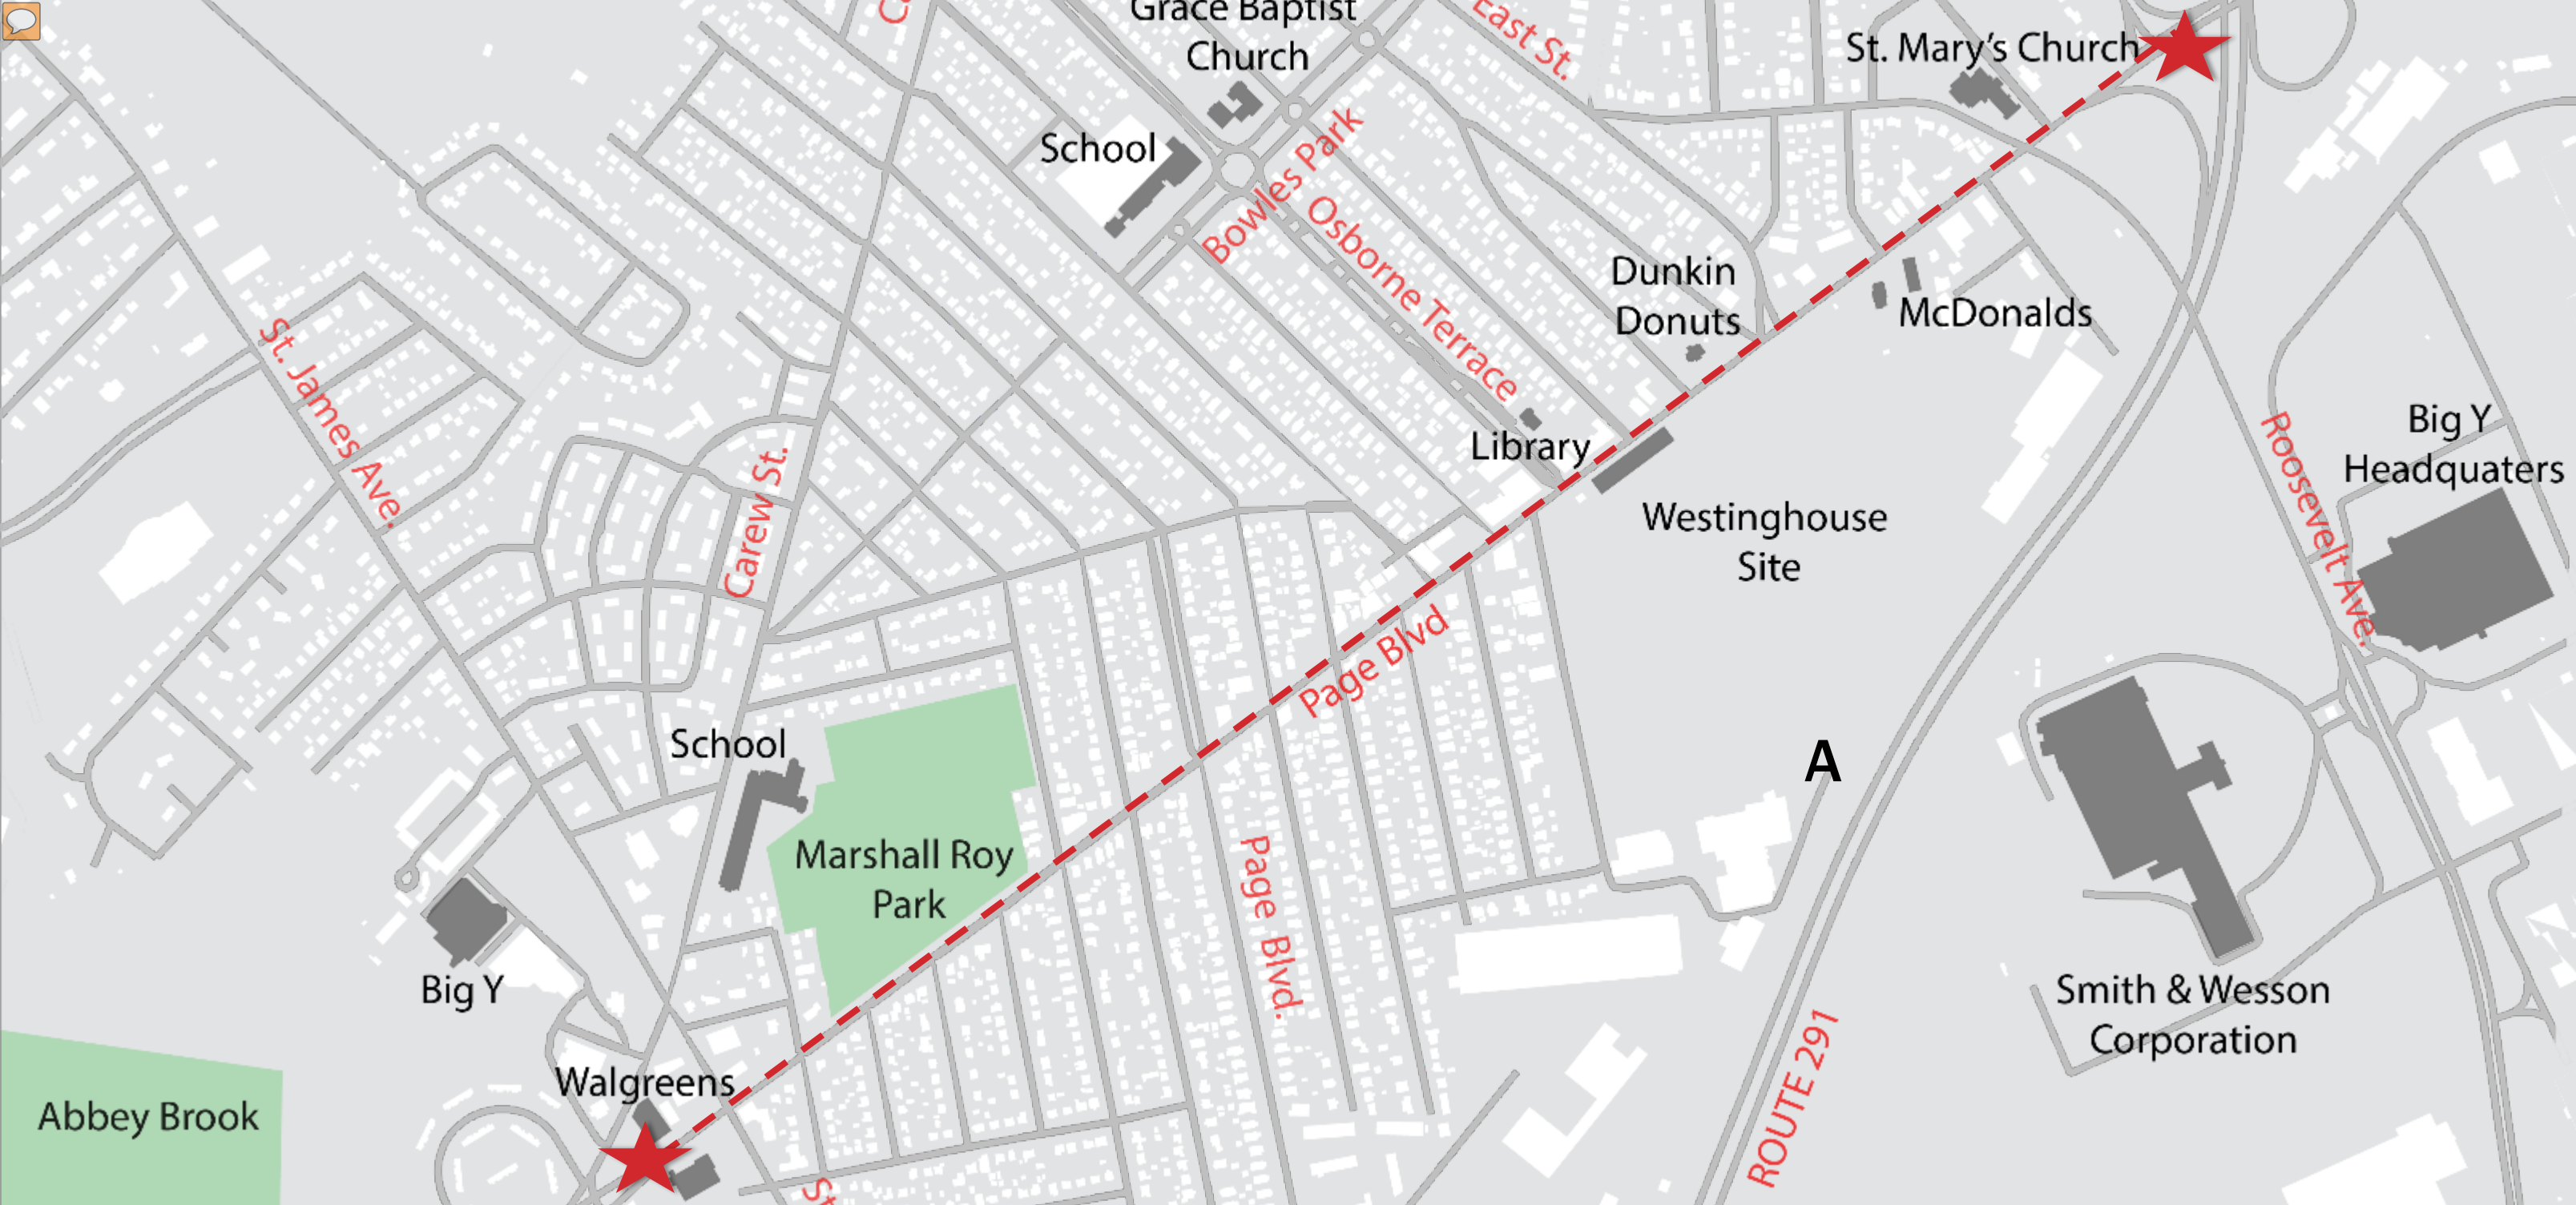 Grace Baptist
Church
East St.
St. Mary's Church
School
Bowles Park
Osborne Terrace
Dunkin
Donuts
McDonalds
St. James Ave.
Carew St.
Library
Westinghouse
Site
Roosevelt Ave.
Big Y
Headquaters
Page Blvd
School
A
Marshall Roy
Park
Page Blvd.
Big Y
Smith & Wesson
Corporation
ROUTE 291
Walgreens
Abbey Brook